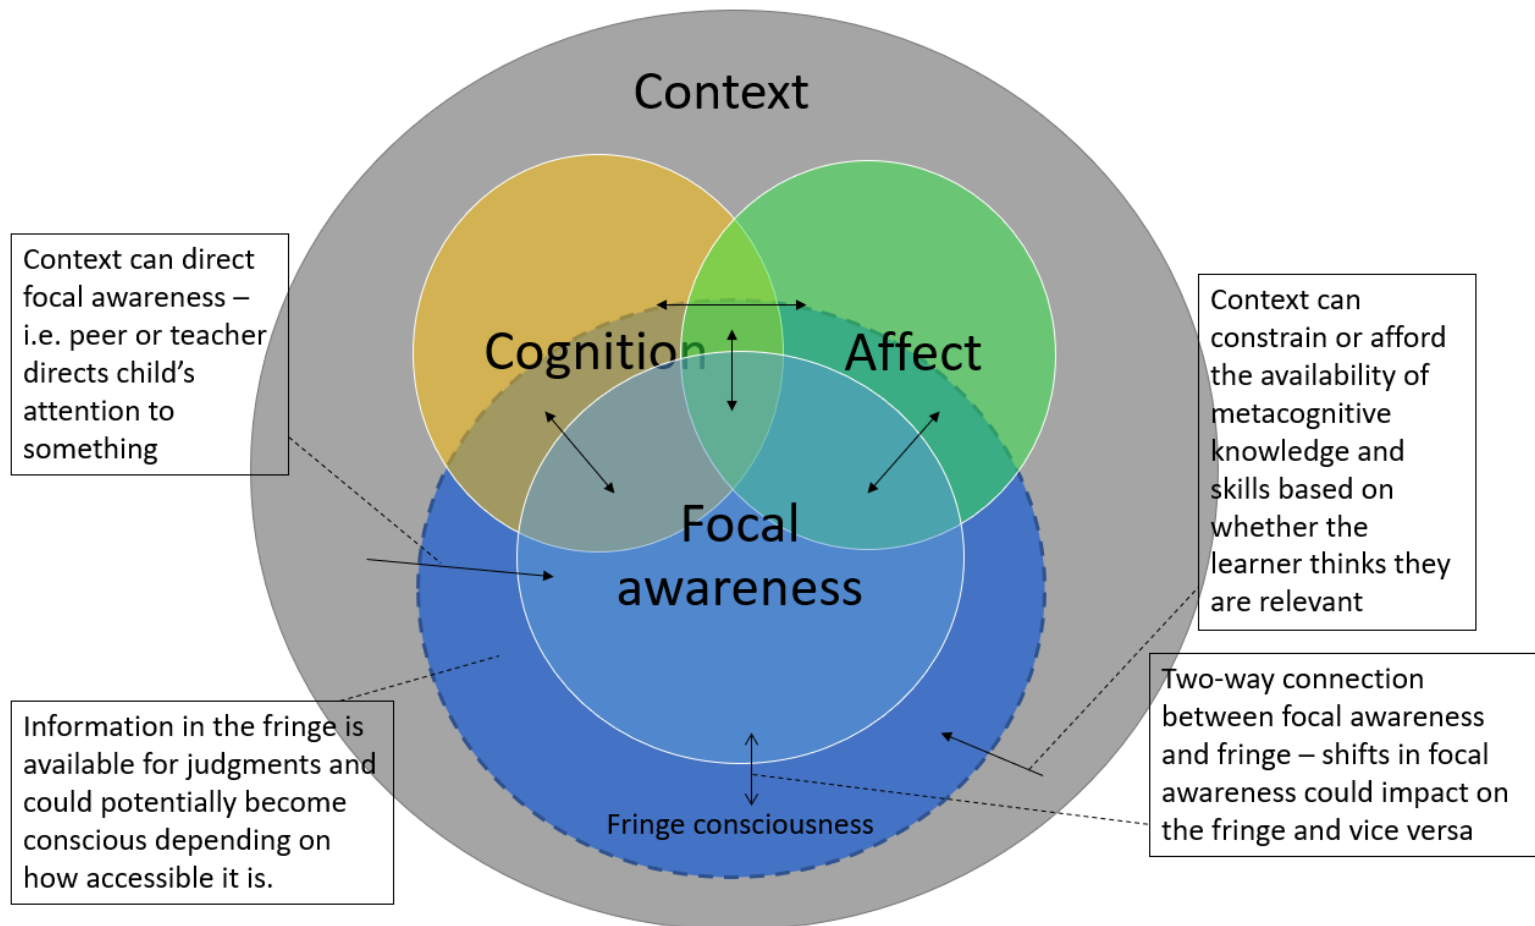 Context
Context can direct
focal awareness –
i.e. peer or teacher
directs child’s
attention to
something
Cognition
Affect
Context can
constrain or afford
the availability of
metacognitive
knowledge and
skills based on
whether the
learner thinks they
are relevant
Focal
awareness
Information in the fringe is
available for judgments and
could potentially become
conscious depending on
how accessible it is.
Two-way connection
between focal awareness
and fringe – shifts in focal
awareness could impact on
the fringe and vice versa
Fringe consciousness